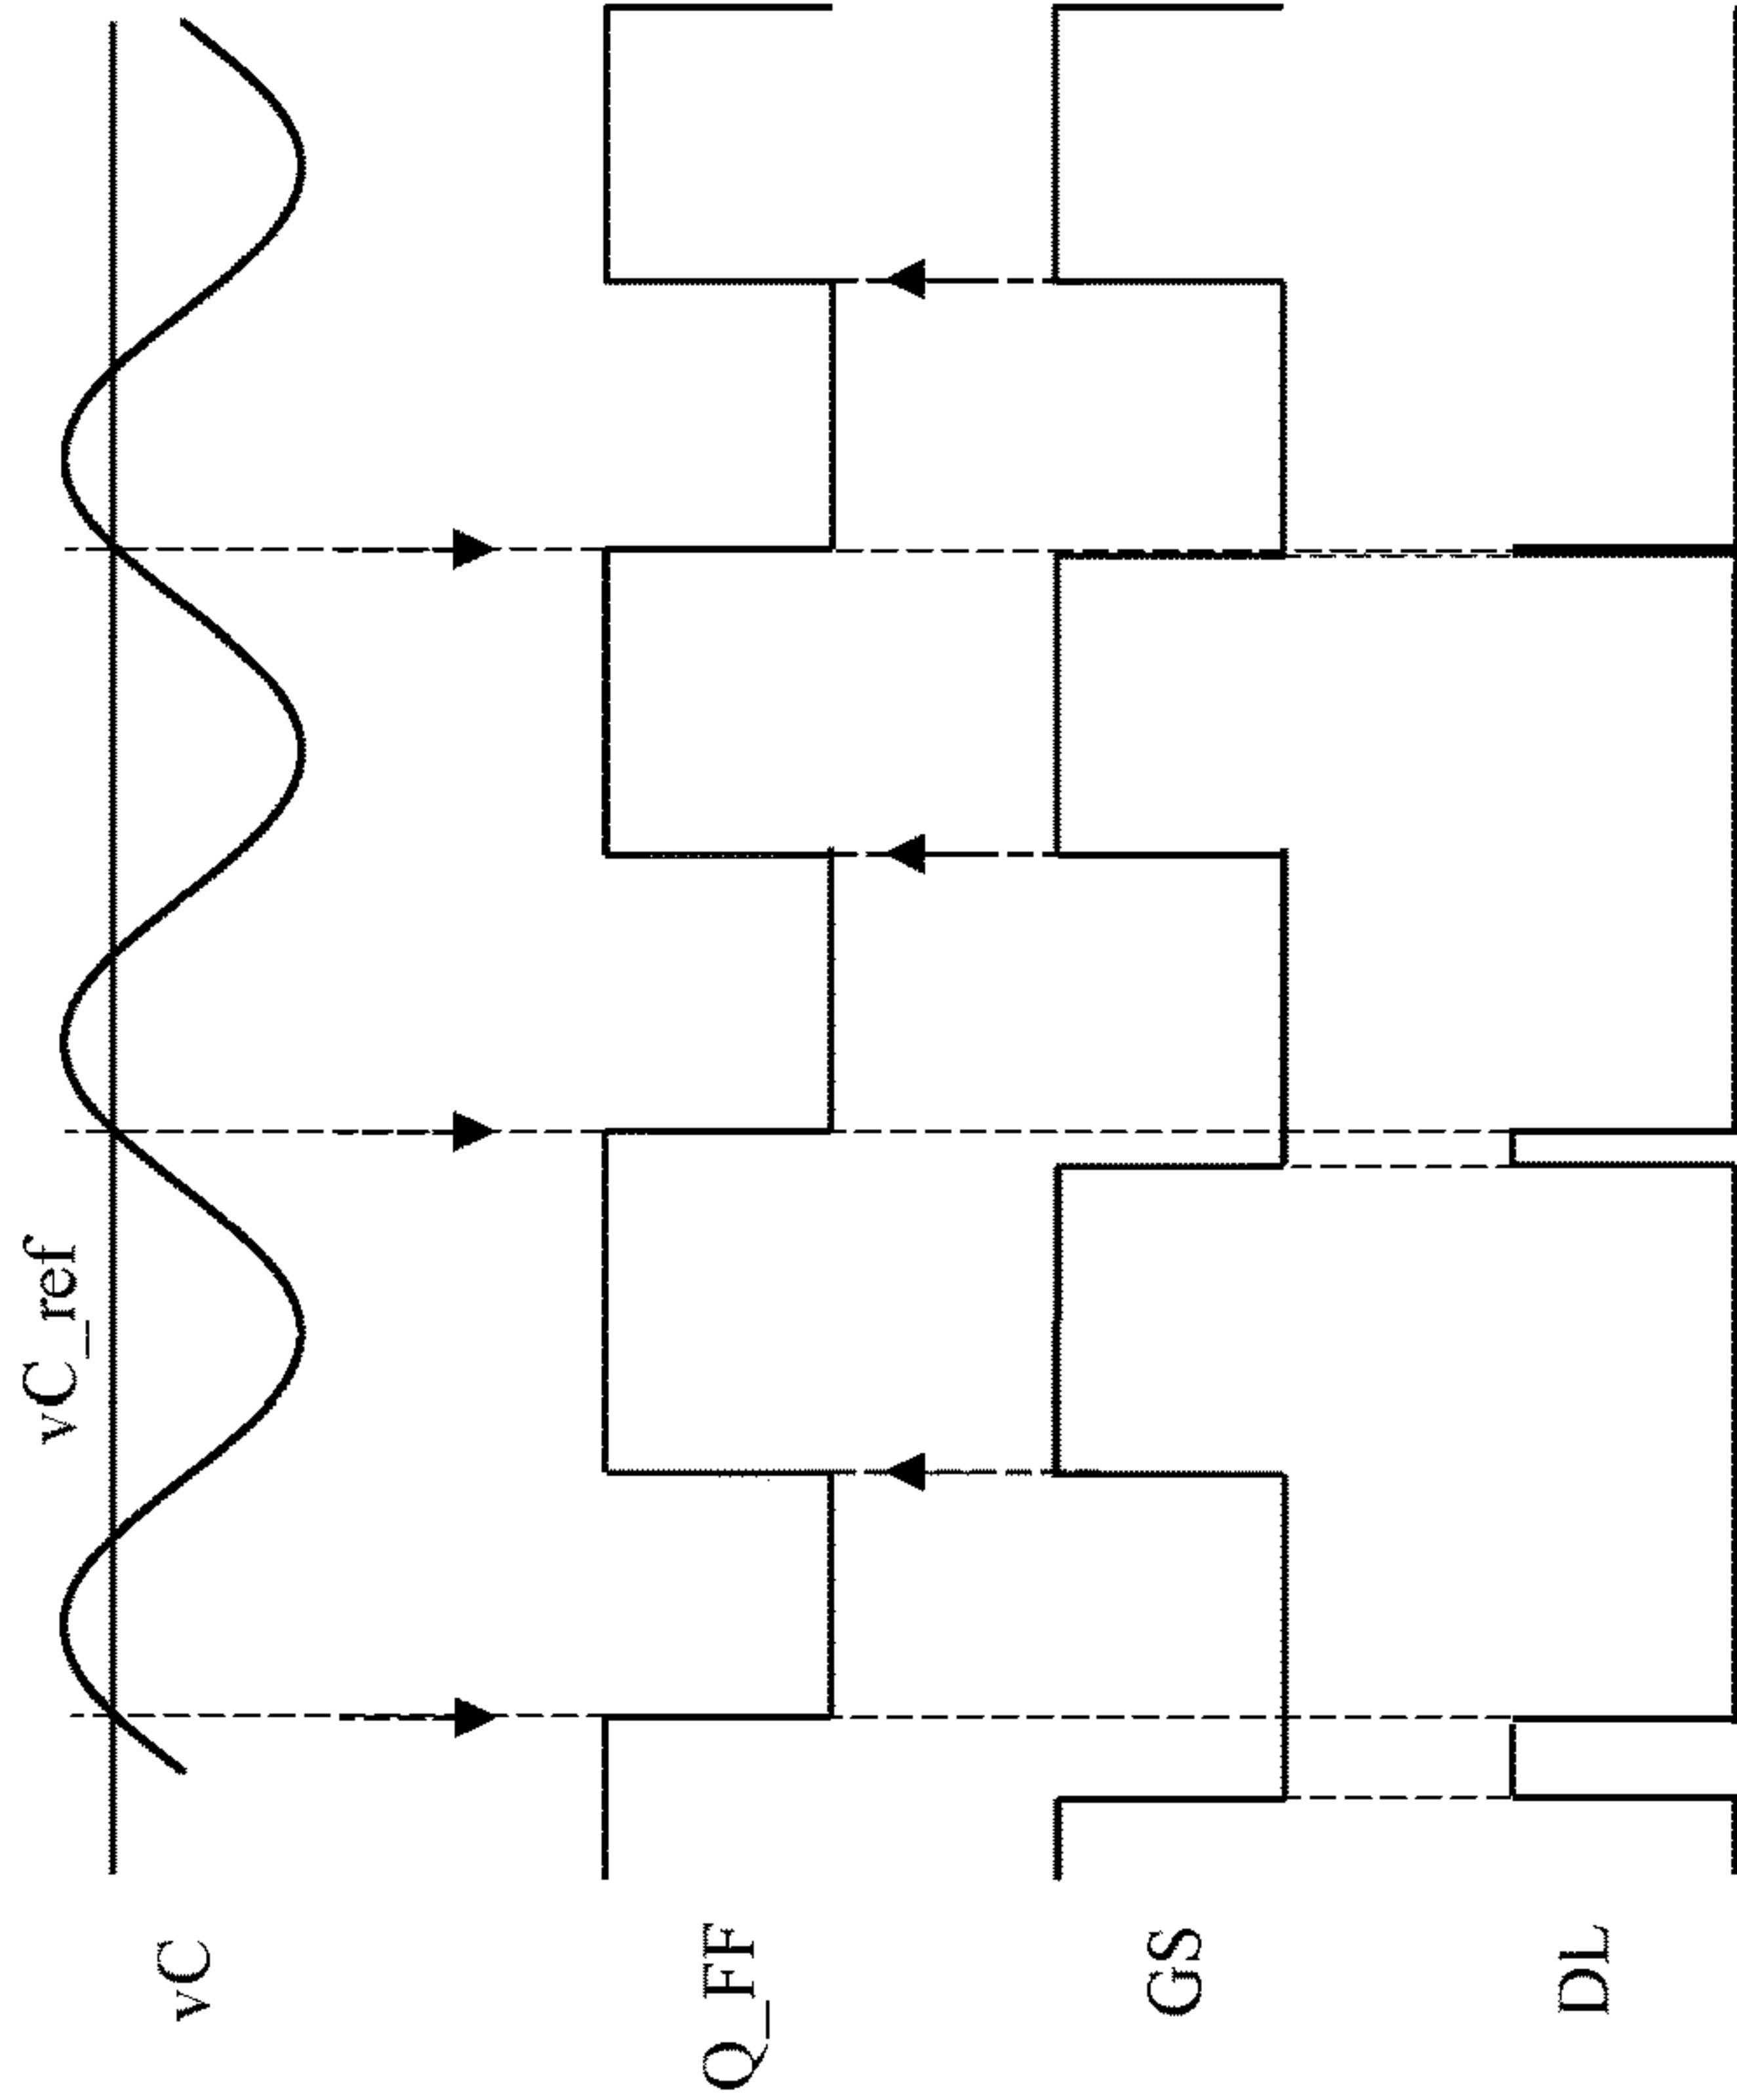 vC_ref
vC
Q_FF
GS
DL